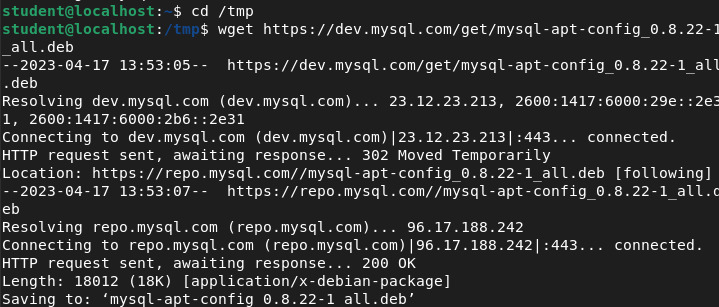 student@localhost:~$ cd /tmp
student@localhost:/tmp$ wget https://dev.mysql.com/get/mysql-apt-config_0.8.22-1
_all.deb
--2023-04-17 13:53:05--  https://dev.mysql.com/get/mysql-apt-config_0.8.22-1_all
.deb
Resolving dev.mysql.com (dev.mysql.com)... 23.12.23.213, 2600:1417:6000:29e::2e3
1, 2600:1417:6000:2b6::2e31
Connecting to dev.mysql.com (dev.mysql.com)|23.12.23.213|:443... connected.
HTTP request sent, awaiting response... 302 Moved Temporarily
Location: https://repo.mysql.com//mysql-apt-config_0.8.22-1_all.deb [following]
--2023-04-17 13:53:07--  https://repo.mysql.com//mysql-apt-config_0.8.22-1_all.d
eb
Resolving repo.mysql.com (repo.mysql.com)... 96.17.188.242
Connecting to repo.mysql.com (repo.mysql.com)|96.17.188.242|:443... connected.
HTTP request sent, awaiting response... 200 OK
Length: 18012 (18K) [application/x-debian-package]
Saving to: ‘mysql-apt-config_0.8.22-1_all.deb’